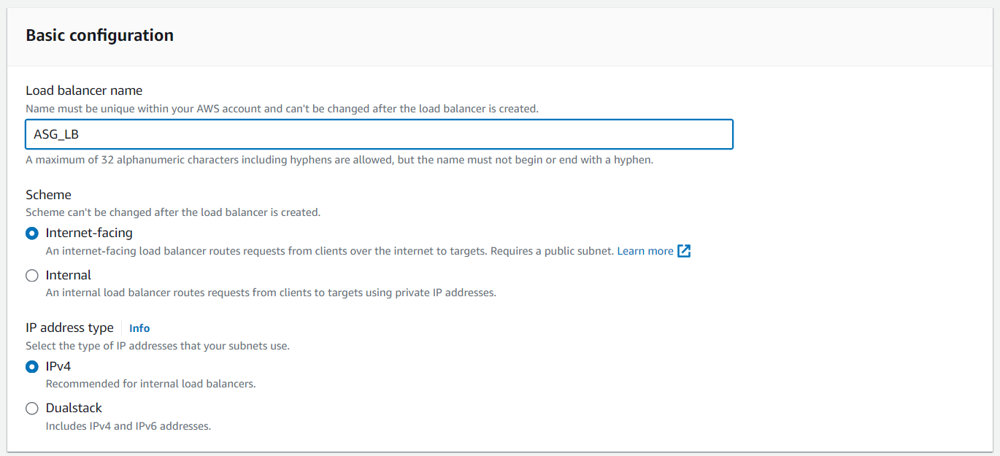 Basic configuration
Load balancer name
Name must be unique within your AWS account and can't be changed after the load balancer is created.
ASG_LB
A maximum of 32 alphanumeric characters including hyphens are allowed, but the name must not begin or end with a hyphen.
Scheme
Scheme can't be changed after the load balancer is created.
Internet-facing
An internet-facing load balancer routes requests from clients over the internet to targets. Requires a public subnet. Learn more
Internal
An internal load balancer routes requests from clients to targets using private IP addresses.
IP address type Info
Select the type of IP addresses that your subnets use.
IPv4
Recommended for internal load balancers.
Dualstack
Includes IPv4 and IPv6 addresses.